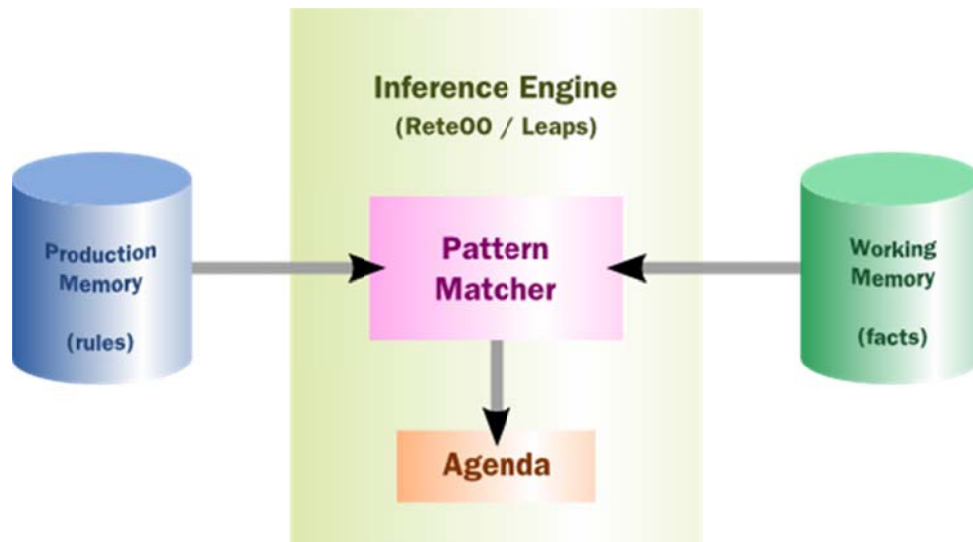 Inference Engine
(ReteOO / Leaps)
Production
Memory
(rules)
Pattern
Matcher
Working
Memory
(facts)
Agenda